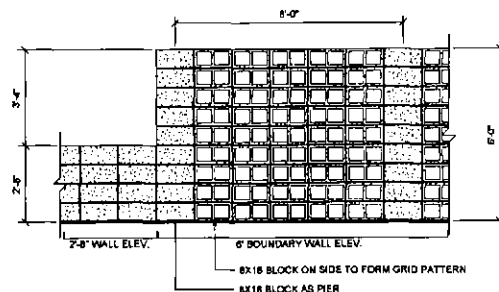 6'-0"
3'-4"
6'-0"
2'-8"
2'-8" WALL ELEV.
6' BOUNDARY WALL ELEV.
8X16 BLOCK ON SIDE TO FORM GRID PATTERN
8X16 BLOCK AS PIER